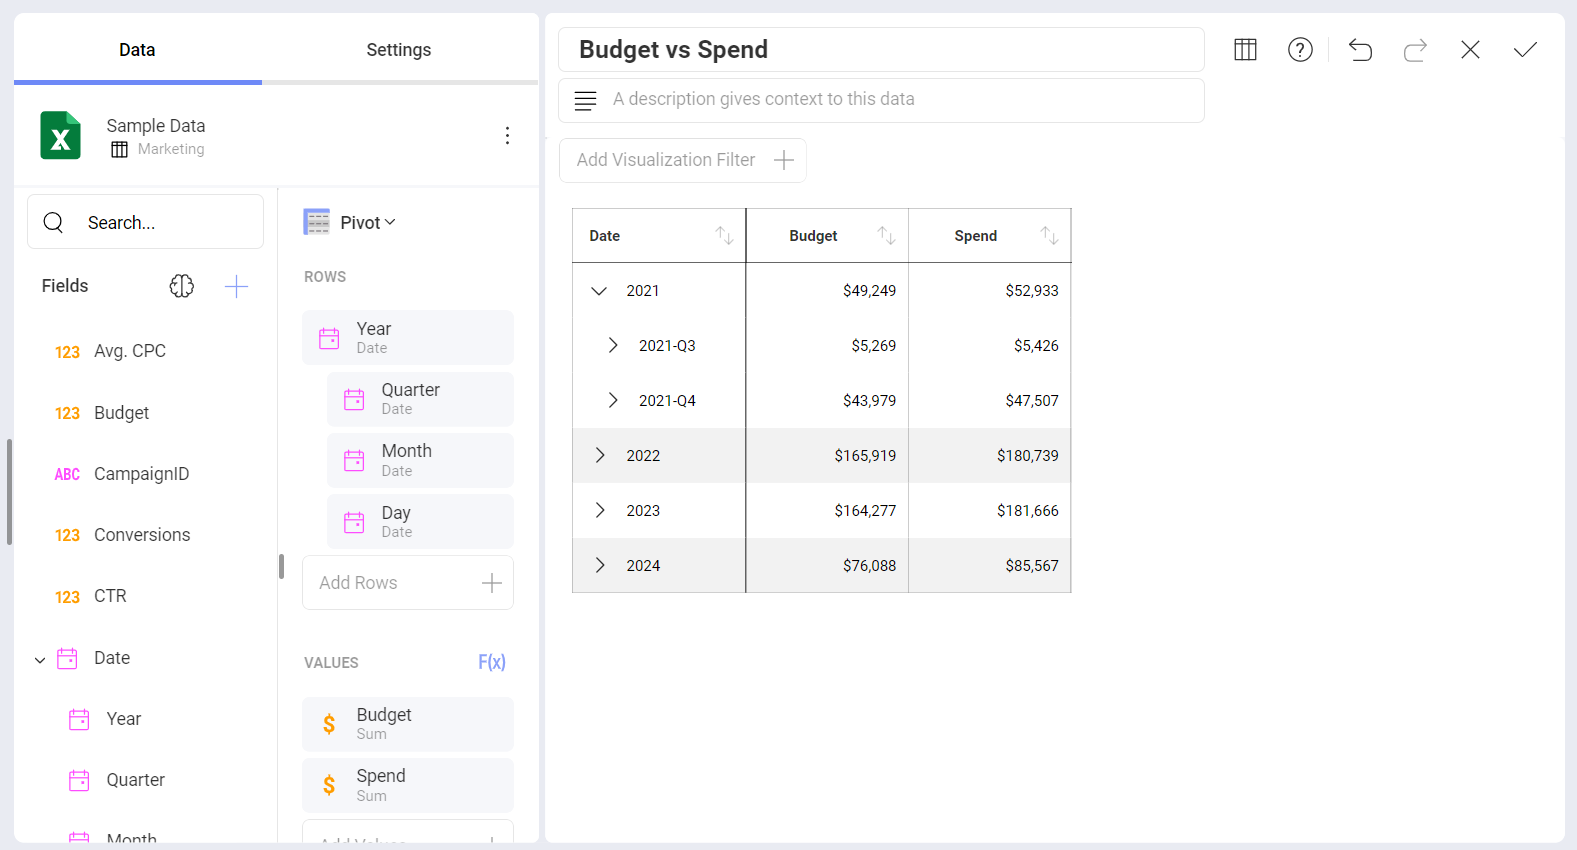 Data
Settings
Sample Data
Marketing
Search...
Fields
123 Avg. CPC
123 Budget
ABC CampaignID
123 Conversions
123 CTR
Date
Year
Quarter
Month
Pivot
ROWS
Year
Date
Quarter
Date
Month
Date
Day
Date
Add Rows
VALUES F(x)
$ Budget
Sum
$ Spend
Sum
Add Values
Budget vs Spend
A description gives context to this data
Add Visualization Filter
Date Budget Spend
2021 $49,249 $52,933
2021-Q3 $5,269 $5,426
2021-Q4 $43,979 $47,507
2022 $165,919 $180,739
2023 $164,277 $181,666
2024 $76,088 $85,567